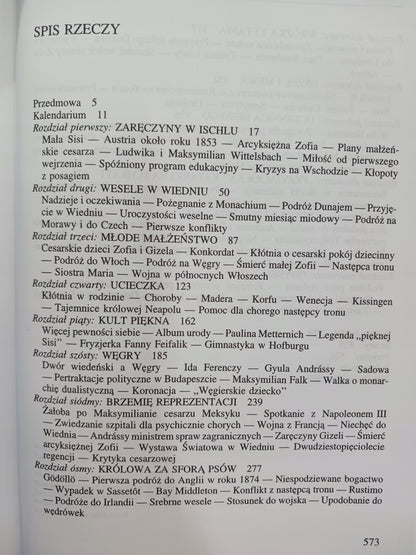 SPIS RZECZY
Przedmowa 5
Kalendarium 11
Rozdział pierwszy: ZARĘCZYNY W ISCHLU 17
Mała Sisi — Austria około roku 1853 — Arcyksiężna Zofia — Plany małżeń-
skie cesarza — Ludwika i Maksymilian Wittelsbach — Miłość od pierwszego
wejrzenia — Spóźniony program edukacyjny — Kryzys na Wschodzie — Kłopoty
z posagiem
Rozdział drugi: WESELE W WIEDNIU 50
Nadzieje i oczekiwania — Pożegnanie z Monachium — Podróż Dunajem — Przyję-
cie w Wiedniu — Uroczystości weselne — Smutny miesiąc miodowy — Podróż na
Morawy i do Czech — Pierwsze konflikty
Rozdział trzeci: MŁODE MAŁŻEŃSTWO 87
Cesarskie dzieci Zofia i Gizela — Konkordat — Kłótnia o cesarski pokój dziecinny
— Podróż do Włoch — Podróż na Węgry — Śmierć małej Zofii — Następca tronu
— Siostra Maria — Wojna w północnych Włoszech
Rozdział czwarty: UCIECZKA 123
Kłótnia w rodzinie — Choroby — Madera — Korfu — Wenecja — Kissingen
— Tajemnice królowej Neapolu — Pomoc dla chorego następcy tronu
Rozdział piąty: KULT PIĘKNA 162
Więcej pewności siebie — Album urody — Paulina Metternich — Legenda „pięknej
Sisi” — Fryzjerka Fanny Feifalik — Gimnastyka w Hofburgu
Rozdział szósty: WĘGRY 185
Dwór wiedeński a Węgry — Ida Ferenczy — Gyula Andrássy — Sadowa
— Pertraktacje polityczne w Budapeszcie — Maksymilian Falk — Walka o monar-
chię dualistyczną — Koronacja — „Węgierskie dziecko”
Rozdział siódmy: BRZEMIĘ REPREZENTACJI 239
Żałoba po Maksymilianie cesarzu Meksyku — Spotkanie z Napoleonem III
— Zwiedzanie szpitali dla psychicznie chorych — Wojna z Francją — Niechęć do
Wiednia — Andrássy ministrem spraw zagranicznych — Zaręczyny Gizeli — Śmierć
arcyksiężnej Zofii — Wystawa Światowa w Wiedniu — Dwudziestopięciolecie
regencji — Krytyka cesarzowej
Rozdział ósmy: KRÓLOWA ZA SFORĄ PSÓW 277
Gödöllö — Pierwsza podróż do Anglii w roku 1874 — Niespodziewane bogactwo
— Wypadek w Sassetôt — Bay Middleton — Konflikt z następcą tronu — Rustimo
— Podróże do Irlandii — Srebrne wesele — Stosunek do wojska — Upodobanie do
wędrówek
573